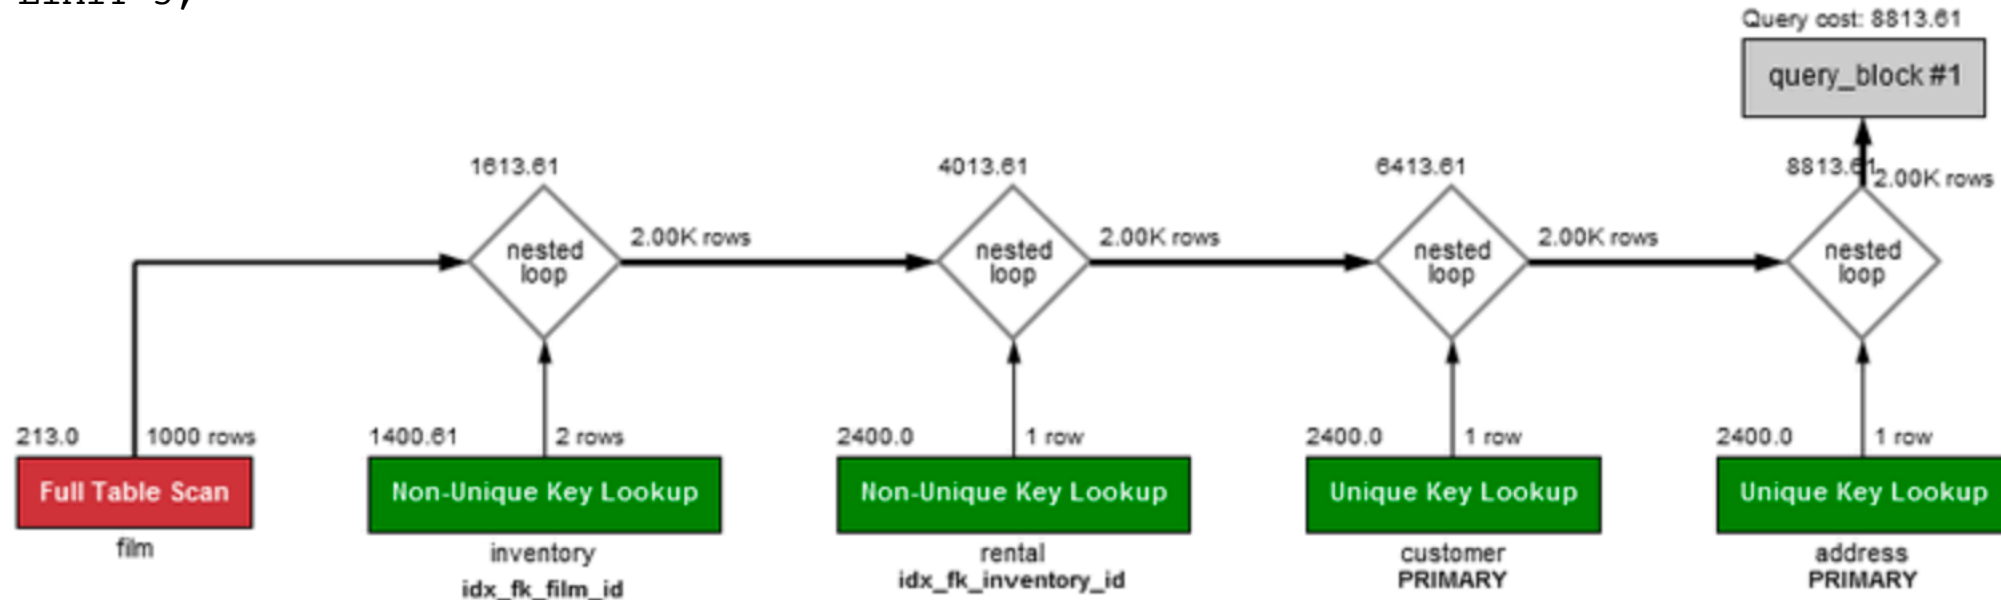 LIMIT 5;
Query cost: 8813.61
query_block #1
1613.61
4013.61
6413.61
8813.61
2.00K rows
nested
loop
2.00K rows
nested
loop
2.00K rows
nested
loop
2.00K rows
nested
loop
213.0
1000 rows
1400.61
2 rows
2400.0
1 row
2400.0
1 row
2400.0
1 row
Full Table Scan
Non-Unique Key Lookup
Non-Unique Key Lookup
Unique Key Lookup
Unique Key Lookup
film
inventory
idx_fk_film_id
rental
idx_fk_inventory_id
customer
PRIMARY
address
PRIMARY